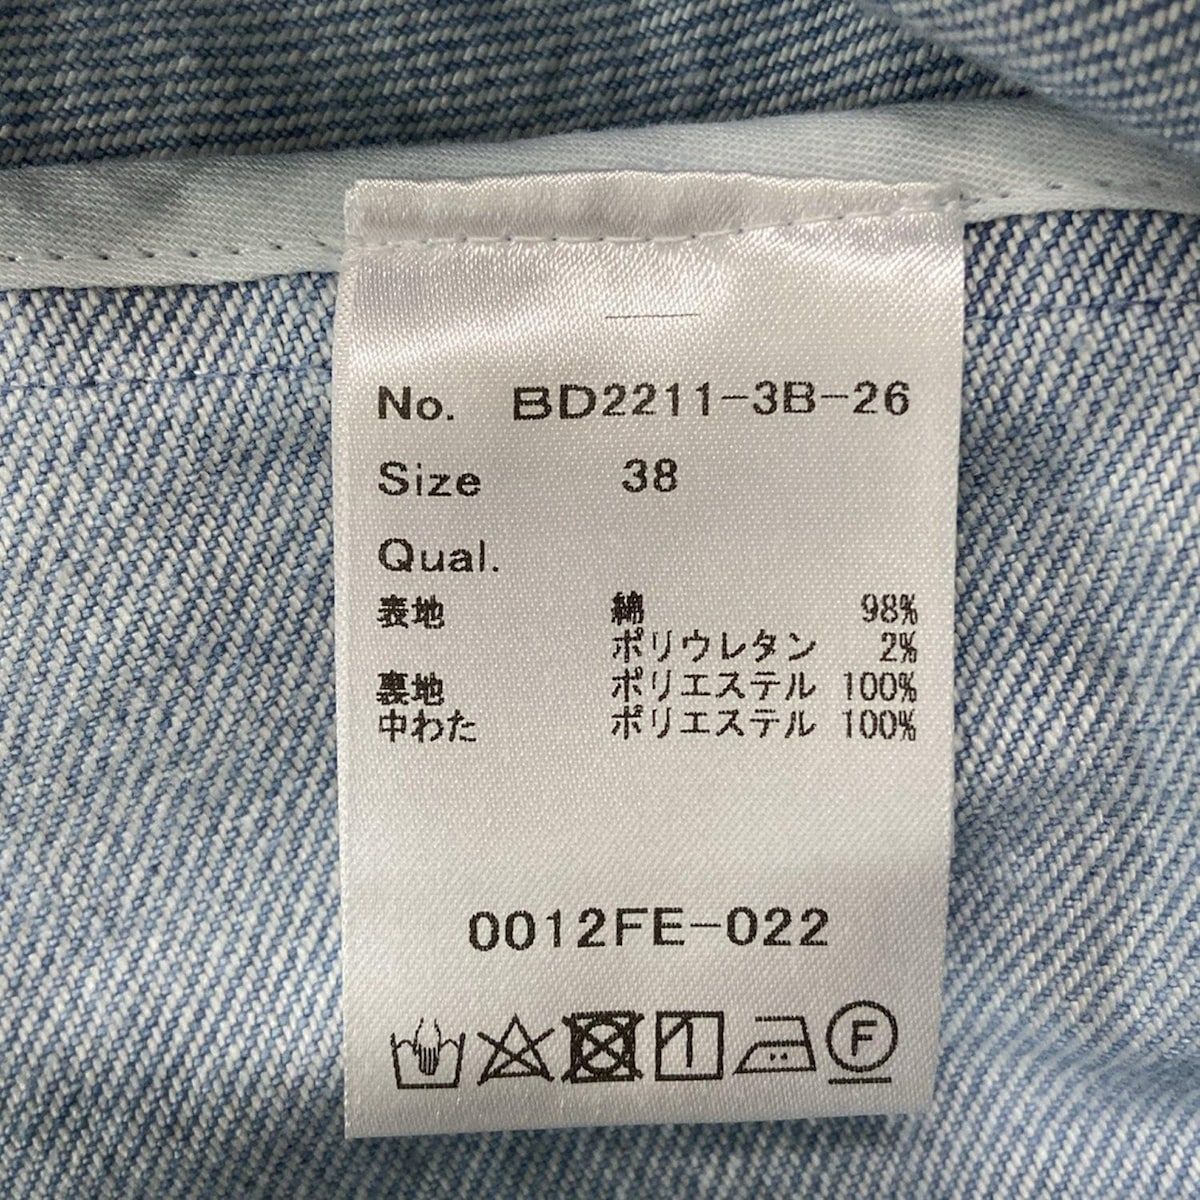 No. BD2211-3B-26
Size 38
Qual.
表地 綿 98%
ポリウレタン 2%
裏地 ポリエステル 100%
中わた ポリエステル 100%
0012FE-022
1 F